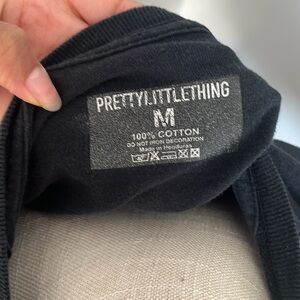 PRETTYLITTLETHING
M
100% COTTON
DO NOT IRON DECORATION
Made in Honduras